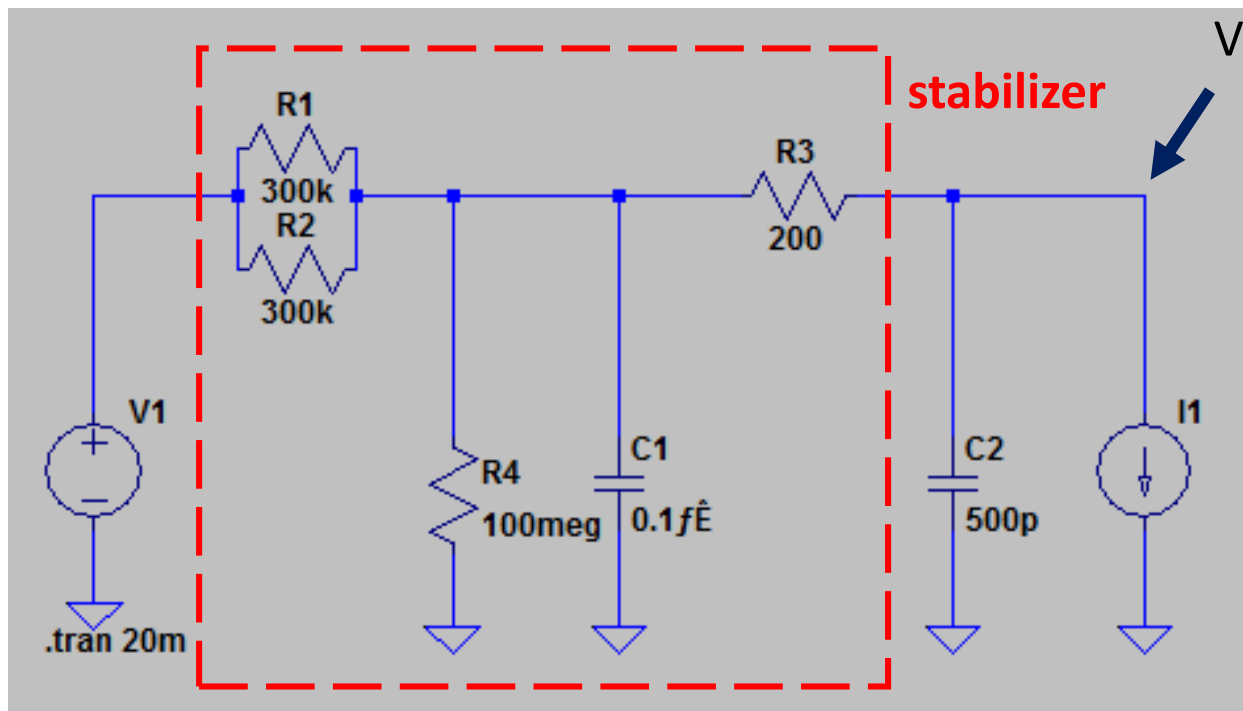 V
stabilizer
R1
300k
R2
300k
R3
200
V1
R4
100meg
C1
0.1ƒÊ
C2
500p
I1
.tran 20m